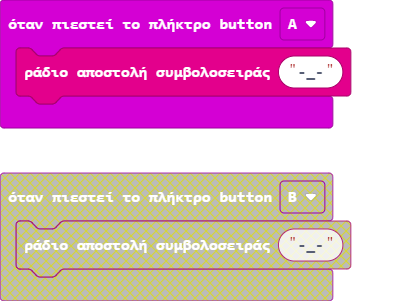 όταν πιεστεί το πλήκτρο button A
ράδιο αποστολή συμβολοσειράς "-_-"
όταν πιεστεί το πλήκτρο button B
ράδιο αποστολή συμβολοσειράς "-_-"